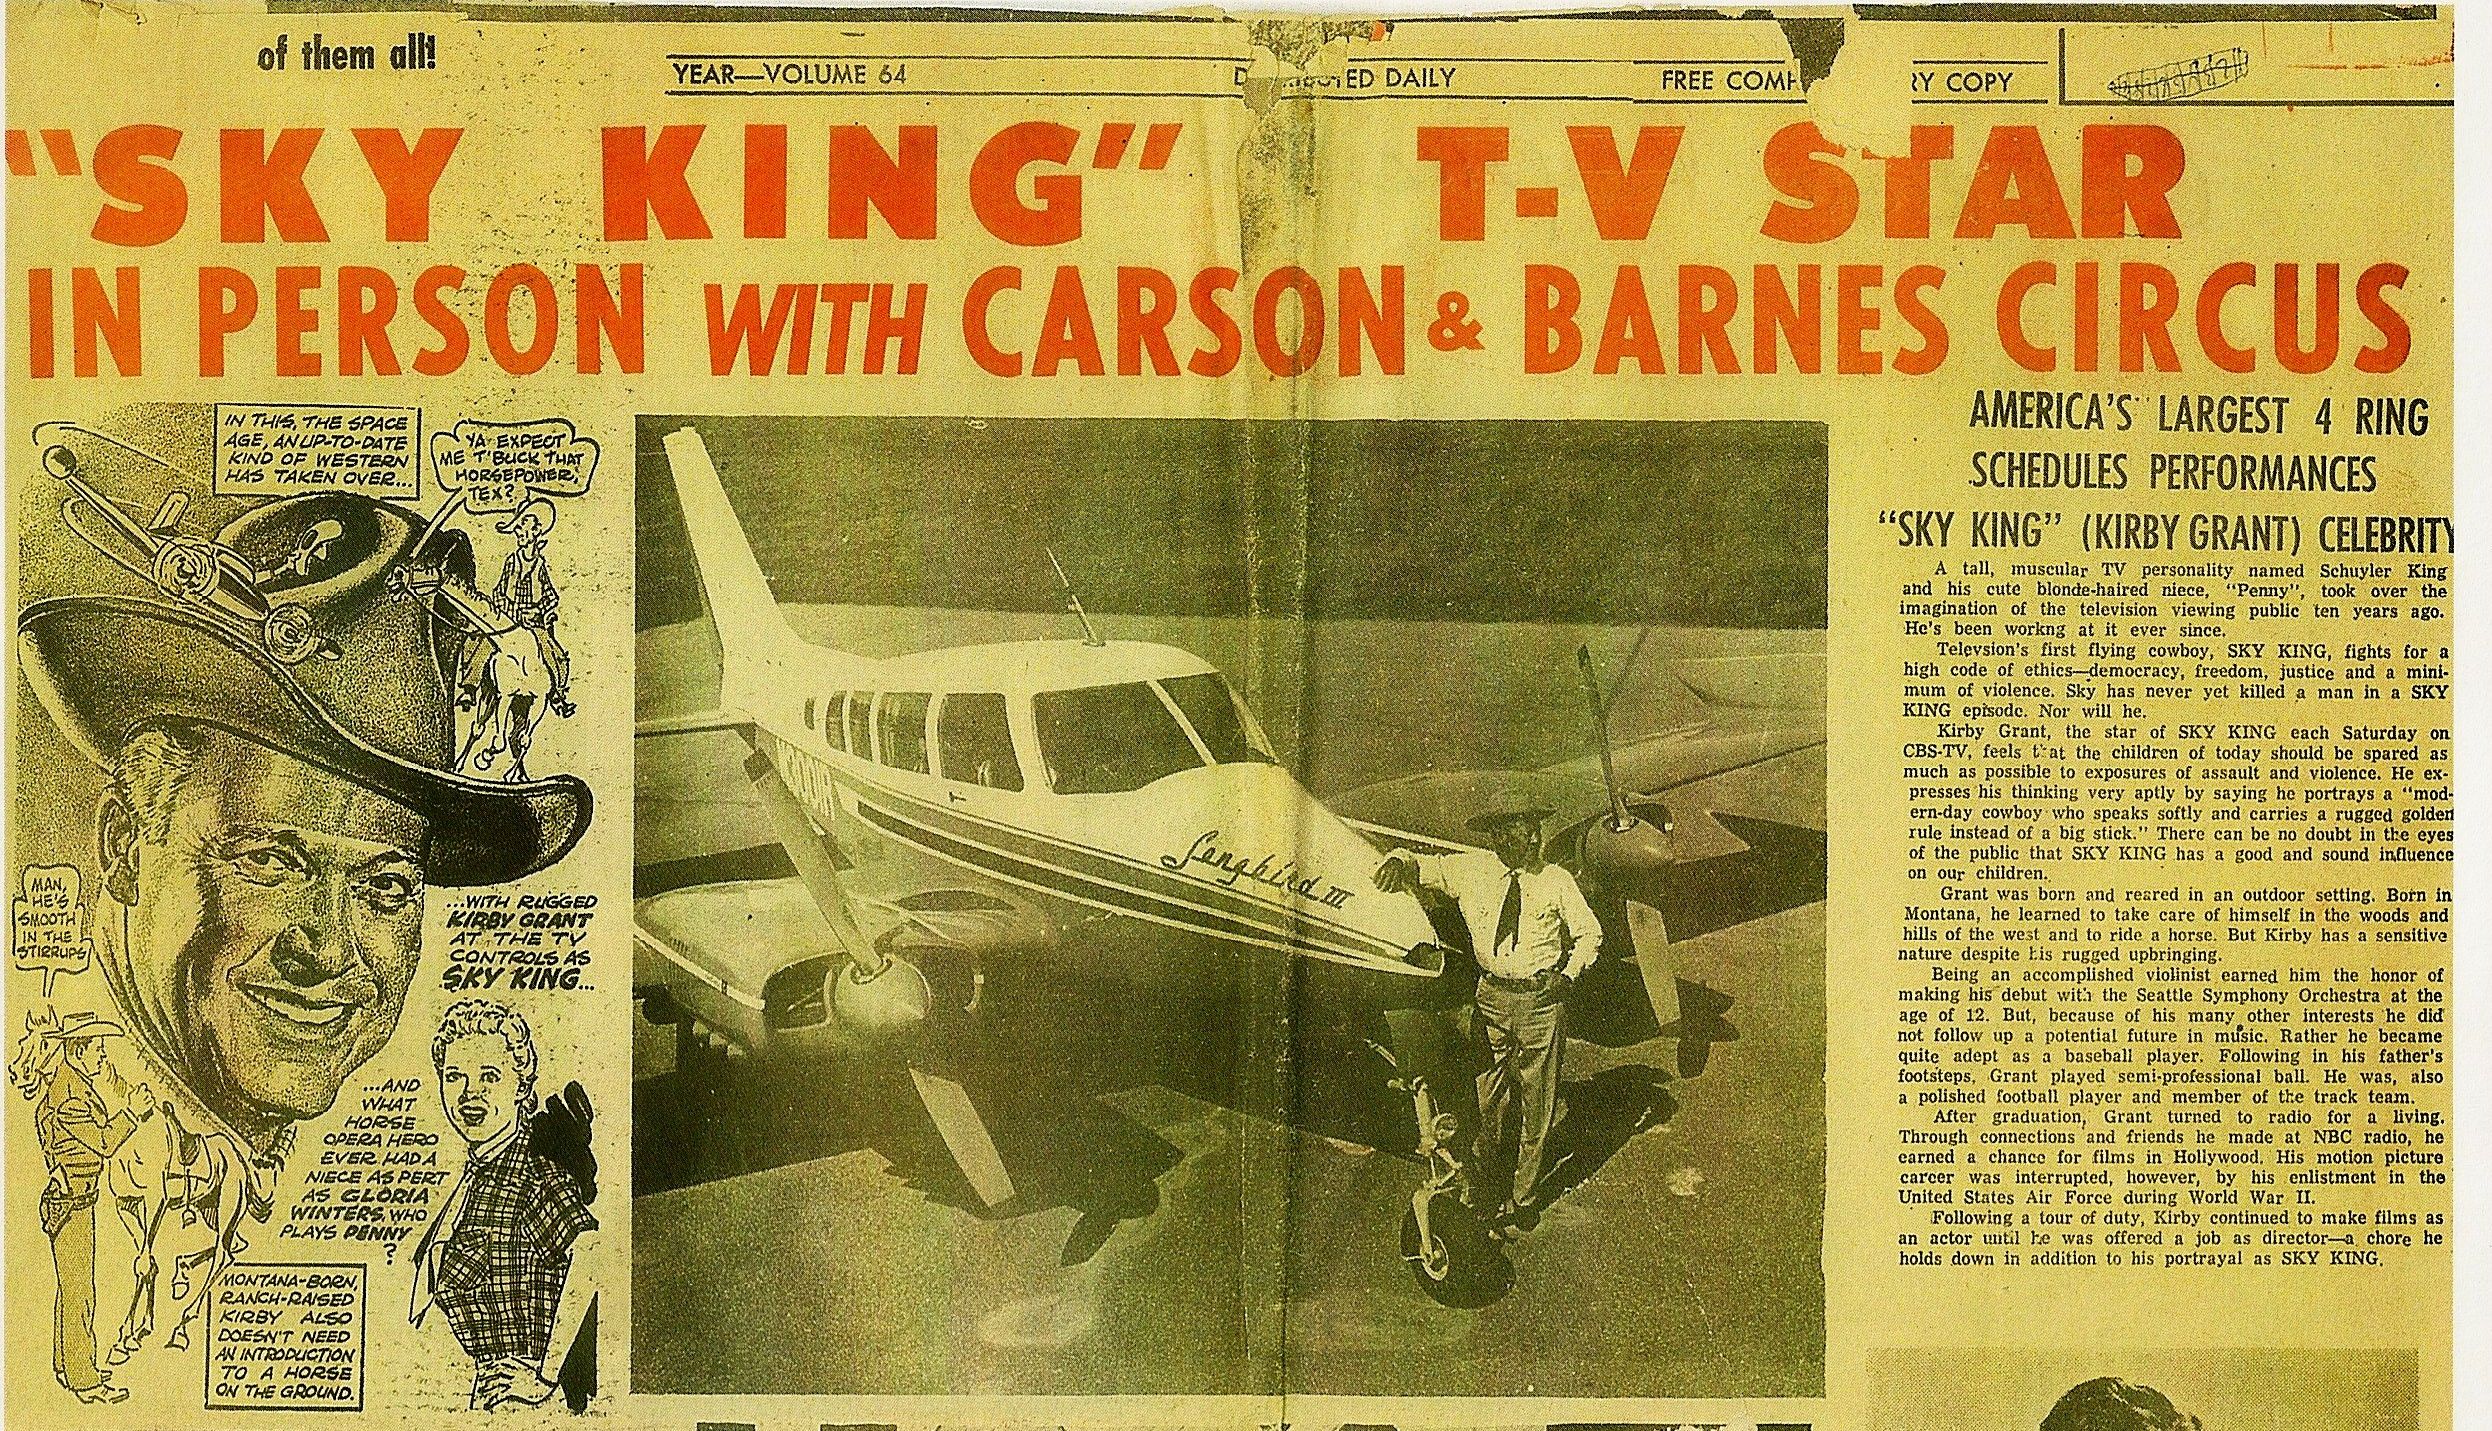 of them all!
YEAR—VOLUME 64
TED DAILY
FREE
RY COPY
"SKY KING" T-V STAR
IN PERSON WITH CARSON & BARNES CIRCUS
IN THIS, THE SPACE
AGE, AN UP-TO-DATE
KIND OF WESTERN
HAS TAKEN OVER...
YA EXPECT
ME T' BUCK THAT
HORSEPOWER,
TEX?
MAN,
HE'S
SMOOTH
IN THE
STIRRUPS
...WITH RUGGED
KIRBY GRANT
AT THE TV
CONTROLS AS
SKY KING...
...AND
WHAT
HORSE
OPERA HERO
EVER HAD A
NIECE AS PERT
AS GLORIA
WINTERS, WHO
PLAYS PENNY
?
MONTANA-BORN,
RANCH-RAISED
KIRBY ALSO
DOESN'T NEED
AN INTRODUCTION
TO A HORSE
ON THE GROUND.
Songbird III
AMERICA'S LARGEST 4 RING
SCHEDULES PERFORMANCES
"SKY KING" (KIRBY GRANT) CELEBRITY
A tall, muscular TV personality named Schuyler King
and his cute blonde-haired niece, "Penny", took over the
imagination of the television viewing public ten years ago.
He's been workng at it ever since.
Televsion's first flying cowboy, SKY KING, fights for a
high code of ethics—democracy, freedom, justice and a mini-
mum of violence. Sky has never yet killed a man in a SKY
KING episode. Nor will he.
Kirby Grant, the star of SKY KING each Saturday on
CBS-TV, feels that the children of today should be spared as
much as possible to exposures of assault and violence. He ex-
presses his thinking very aptly by saying he portrays a "mod-
ern-day cowboy who speaks softly and carries a rugged golden
rule instead of a big stick." There can be no doubt in the eyes
of the public that SKY KING has a good and sound influence
on our children.
Grant was born and reared in an outdoor setting. Born in
Montana, he learned to take care of himself in the woods and
hills of the west and to ride a horse. But Kirby has a sensitive
nature despite his rugged upbringing.
Being an accomplished violinist earned him the honor of
making his debut with the Seattle Symphony Orchestra at the
age of 12. But, because of his many other interests he did
not follow up a potential future in music. Rather he became
quite adept as a baseball player. Following in his father's
footsteps, Grant played semi-professional ball. He was, also
a polished football player and member of the track team.
After graduation, Grant turned to radio for a living.
Through connections and friends he made at NBC radio, he
earned a chance for films in Hollywood. His motion picture
career was interrupted, however, by his enlistment in the
United States Air Force during World War II.
Following a tour of duty, Kirby continued to make films as
an actor until he was offered a job as director—a chore he
holds down in addition to his portrayal as SKY KING.